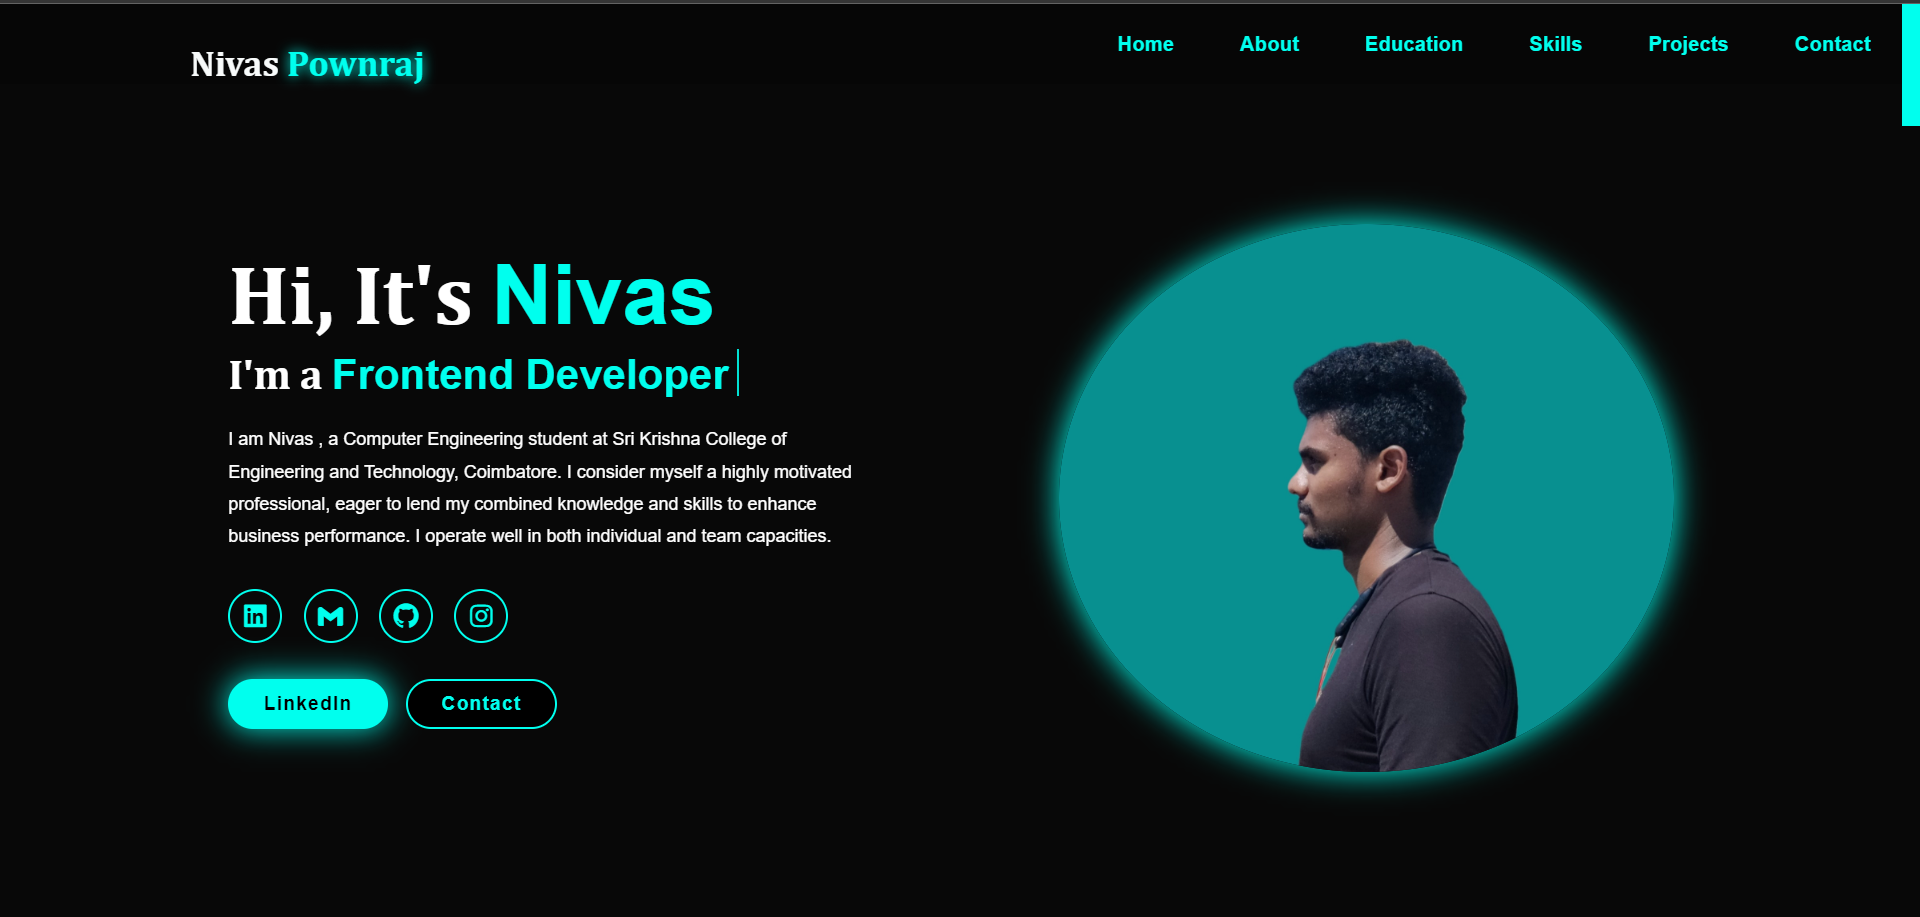 Nivas Pownraj
Home About Education Skills Projects Contact
Hi, It's Nivas
I'm a Frontend Developer
I am Nivas , a Computer Engineering student at Sri Krishna College of
Engineering and Technology, Coimbatore. I consider myself a highly motivated
professional, eager to lend my combined knowledge and skills to enhance
business performance. I operate well in both individual and team capacities.
LinkedIn Contact